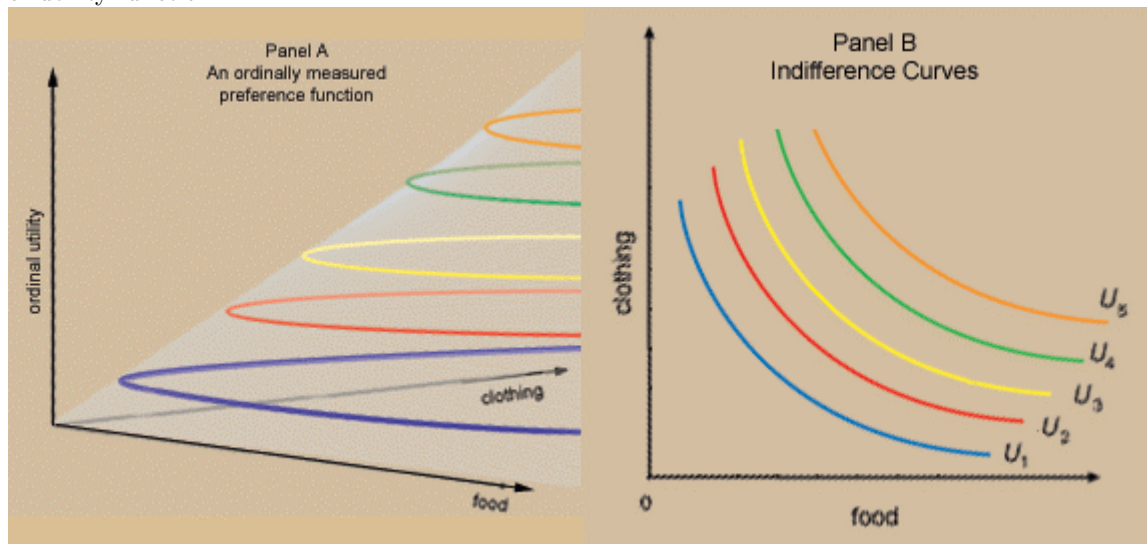 Panel A
An ordinally measured
preference function
ordinal utility
clothing
food
Panel B
Indifference Curves
clothing
U₅
U₄
U₃
U₂
U₁
0
food